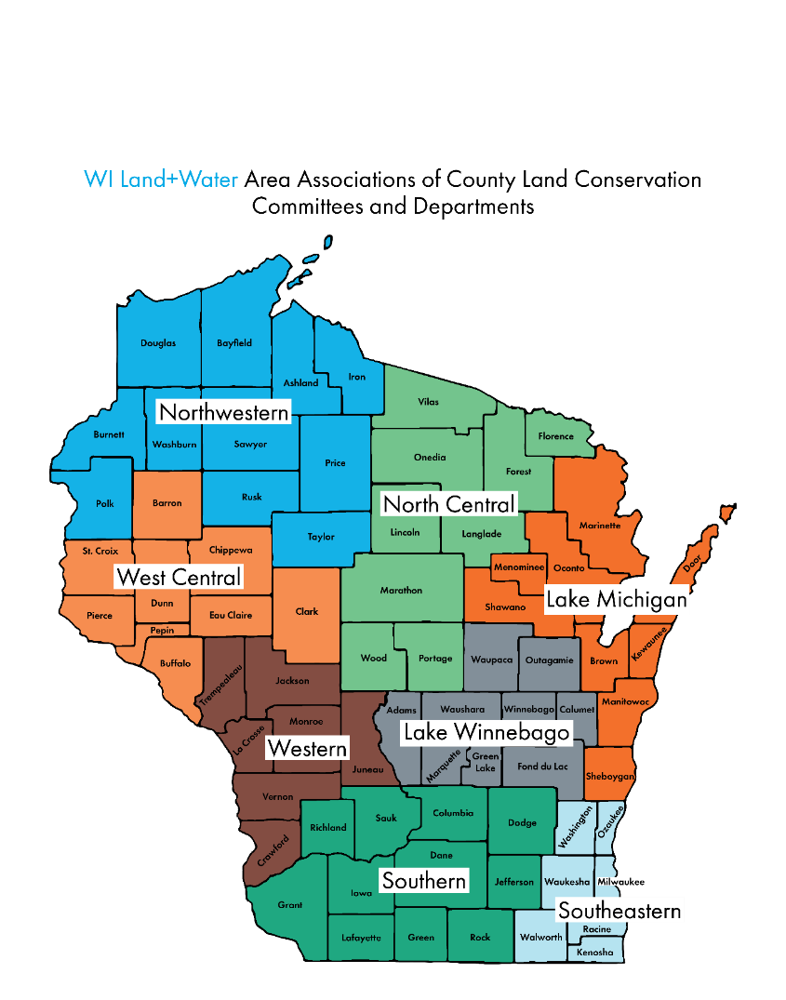 WI Land+Water Area Associations of County Land Conservation
Committees and Departments
Douglas
Bayfield
Ashland
Iron
Vilas
Northwestern
Burnett
Washburn
Sawyer
Price
Florence
Onedia
Forest
Polk
Barron
Rusk
North Central
Marinette
Taylor
Lincoln
Langlade
St. Croix
Chippewa
West Central
Menominee
Oconto
Door
Marathon
Lake Michigan
Dunn
Pierce
Eau Claire
Clark
Shawano
Pepin
Buffalo
Wood
Portage
Waupaca
Outagamie
Brown
Kewaunee
Trempealeau
Jackson
Adams
Waushara
Winnebago
Calumet
Manitowoc
Monroe
La Crosse
Western
Lake Winnebago
Juneau
Marquette
Green
Lake
Fond du Lac
Sheboygan
Vernon
Richland
Sauk
Columbia
Dodge
Washington
Ozaukee
Crawford
Dane
Southern
Iowa
Jefferson
Waukesha
Milwaukee
Grant
Southeastern
Lafayette
Green
Rock
Walworth
Racine
Kenosha